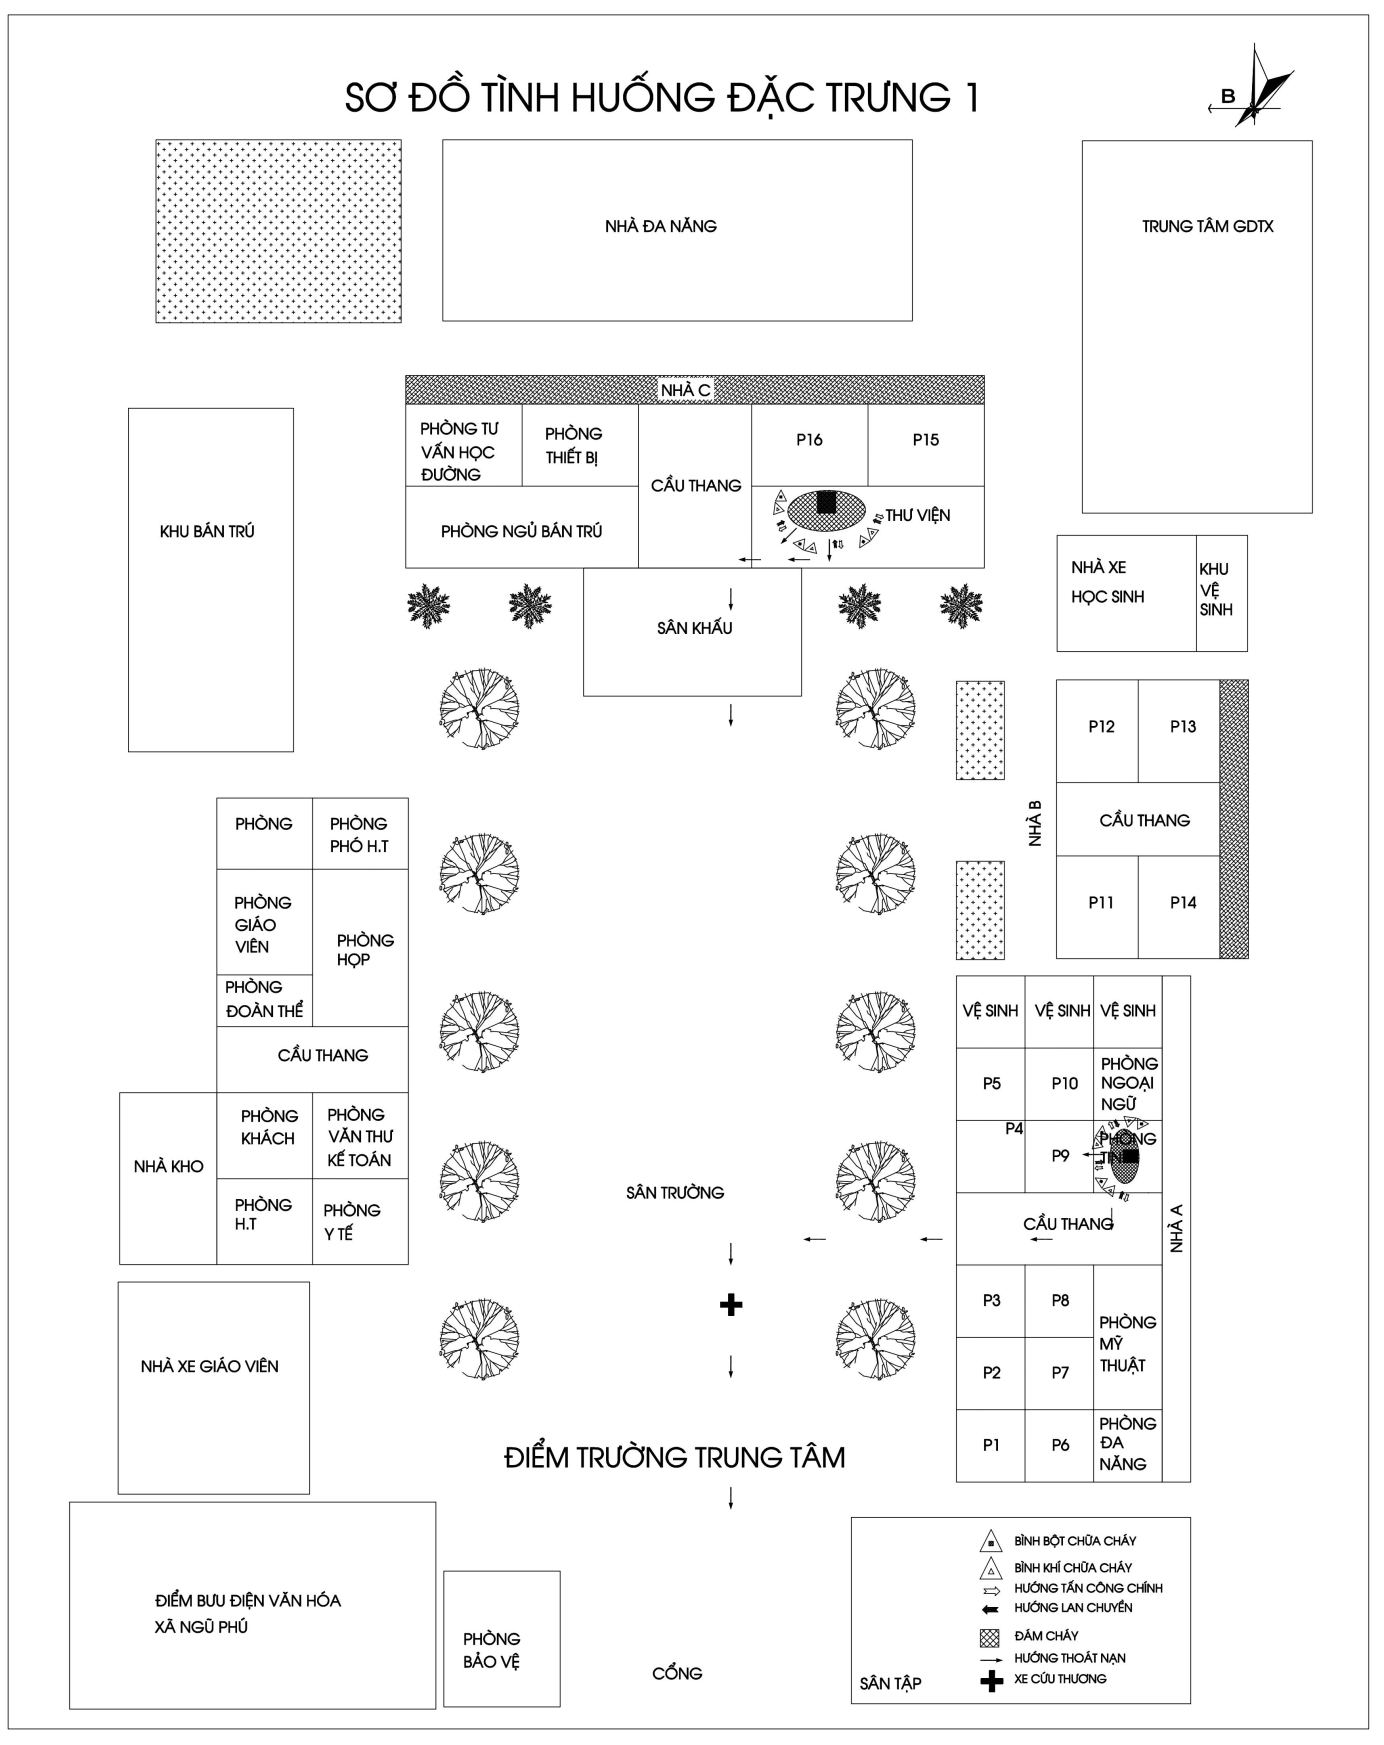 SƠ ĐỒ TÌNH HUỐNG ĐẶC TRƯNG 1
B
NHÀ ĐA NĂNG
TRUNG TÂM GDTX
NHÀ C
PHÒNG TƯ
VẤN HỌC
ĐƯỜNG
PHÒNG
THIẾT BỊ
CẦU THANG
P16
P15
PHÒNG NGỦ BÁN TRÚ
THƯ VIỆN
KHU BÁN TRÚ
NHÀ XE
HỌC SINH
KHU
VỆ
SINH
SÂN KHẤU
P12
P13
NHÀ B
CẦU THANG
P11
P14
PHÒNG
PHÒNG
PHÓ H.T
PHÒNG
GIÁO
VIÊN
PHÒNG
HỌP
PHÒNG
ĐOÀN THỂ
CẦU THANG
NHÀ KHO
PHÒNG
KHÁCH
PHÒNG
VĂN THƯ
KẾ TOÁN
PHÒNG
H.T
PHÒNG
Y TẾ
VỆ SINH
VỆ SINH
VỆ SINH
P5
P10
PHÒNG
NGOẠI
NGỮ
P4
P9
PHÒNG
TIN
CẦU THANG
NHÀ A
SÂN TRƯỜNG
P3
P8
PHÒNG
MỸ
THUẬT
P2
P7
P1
P6
PHÒNG
ĐA
NĂNG
NHÀ XE GIÁO VIÊN
ĐIỂM TRƯỜNG TRUNG TÂM
ĐIỂM BƯU ĐIỆN VĂN HÓA
XÃ NGŨ PHÚ
PHÒNG
BẢO VỆ
CỔNG
SÂN TẬP
BÌNH BỘT CHỮA CHÁY
BÌNH KHÍ CHỮA CHÁY
HƯỚNG TẤN CÔNG CHÍNH
HƯỚNG LAN CHUYỀN
ĐÁM CHÁY
HƯỚNG THOÁT NẠN
XE CỨU THƯƠNG